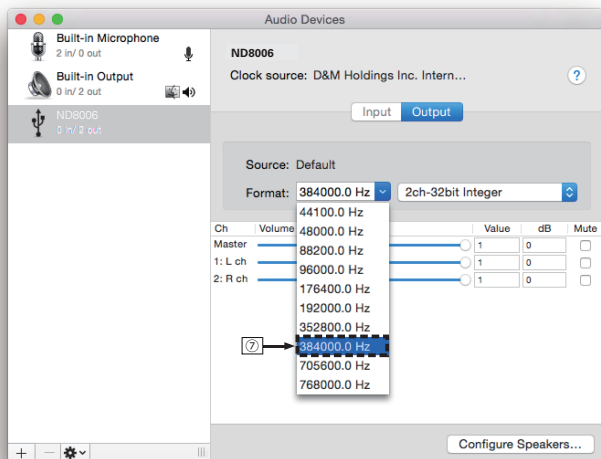 Audio Devices
Built-in Microphone
2 in/ 0 out
Built-in Output
0 in/ 2 out
ND8006
0 in/ 2 out
ND8006
Clock source: D&M Holdings Inc. Intern...
?
Input Output
Source: Default
Format: 384000.0 Hz 2ch-32bit Integer
44100.0 Hz
48000.0 Hz
88200.0 Hz
96000.0 Hz
176400.0 Hz
192000.0 Hz
352800.0 Hz
⑦ 384000.0 Hz
705600.0 Hz
768000.0 Hz
Ch Volume Value dB Mute
Master 1 0
1: L ch 1 0
2: R ch 1 0
Configure Speakers...